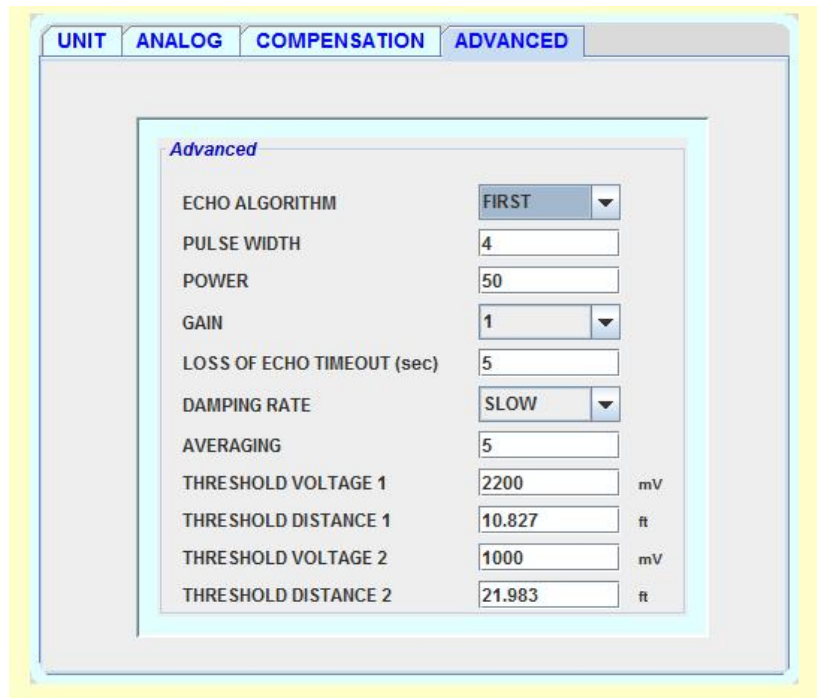 UNIT ANALOG COMPENSATION ADVANCED
Advanced
ECHO ALGORITHM FIRST
PULSE WIDTH 4
POWER 50
GAIN 1
LOSS OF ECHO TIMEOUT (sec) 5
DAMPING RATE SLOW
AVERAGING 5
THRESHOLD VOLTAGE 1 2200 mV
THRESHOLD DISTANCE 1 10.827 ft
THRESHOLD VOLTAGE 2 1000 mV
THRESHOLD DISTANCE 2 21.983 ft